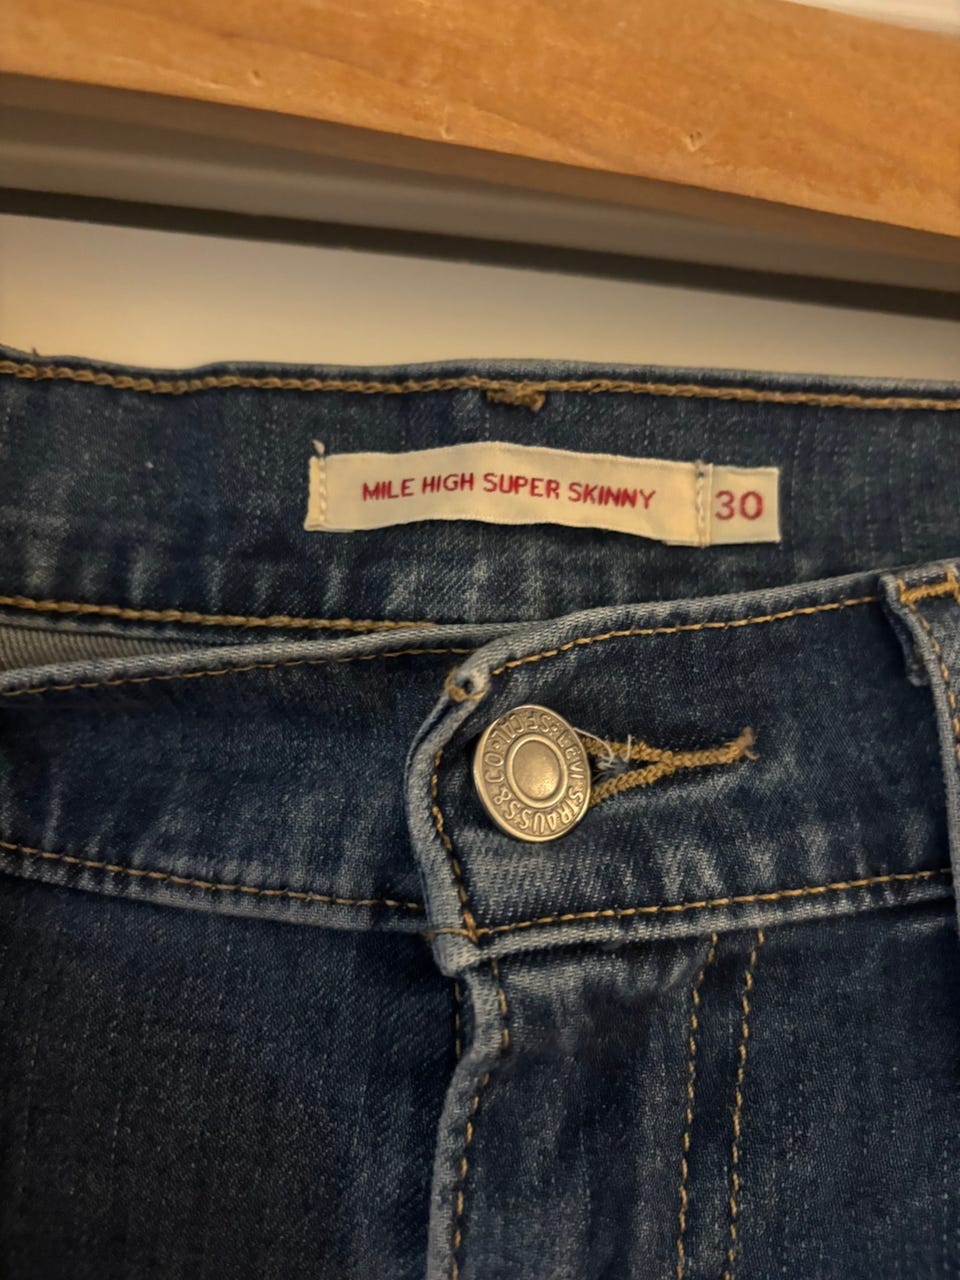 MILE HIGH SUPER SKINNY 30
LEVI STRAUSS & CO